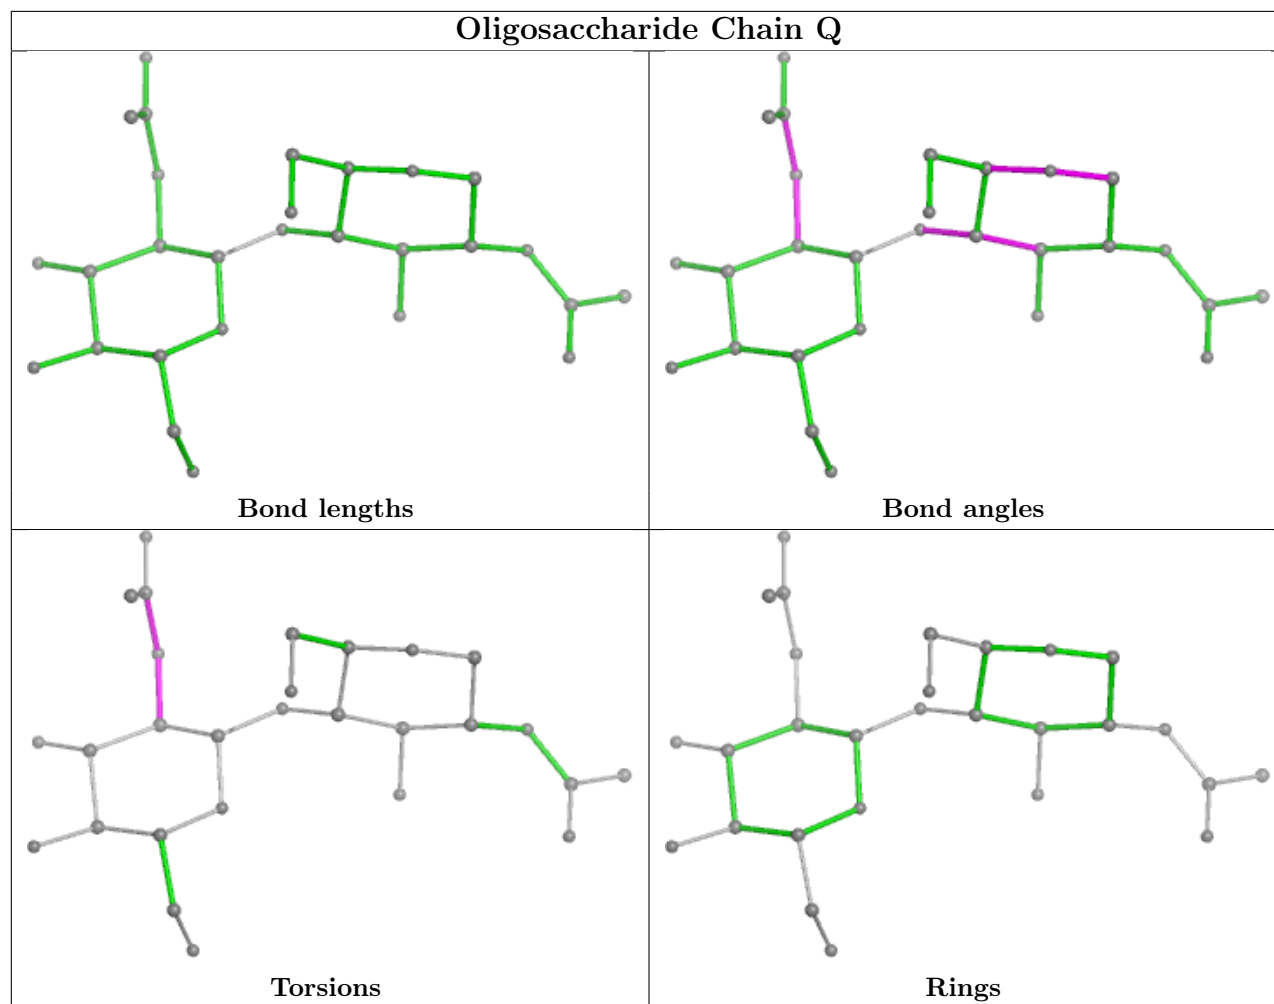 Oligosaccharide Chain Q
Bond lengths
Bond angles
Torsions
Rings